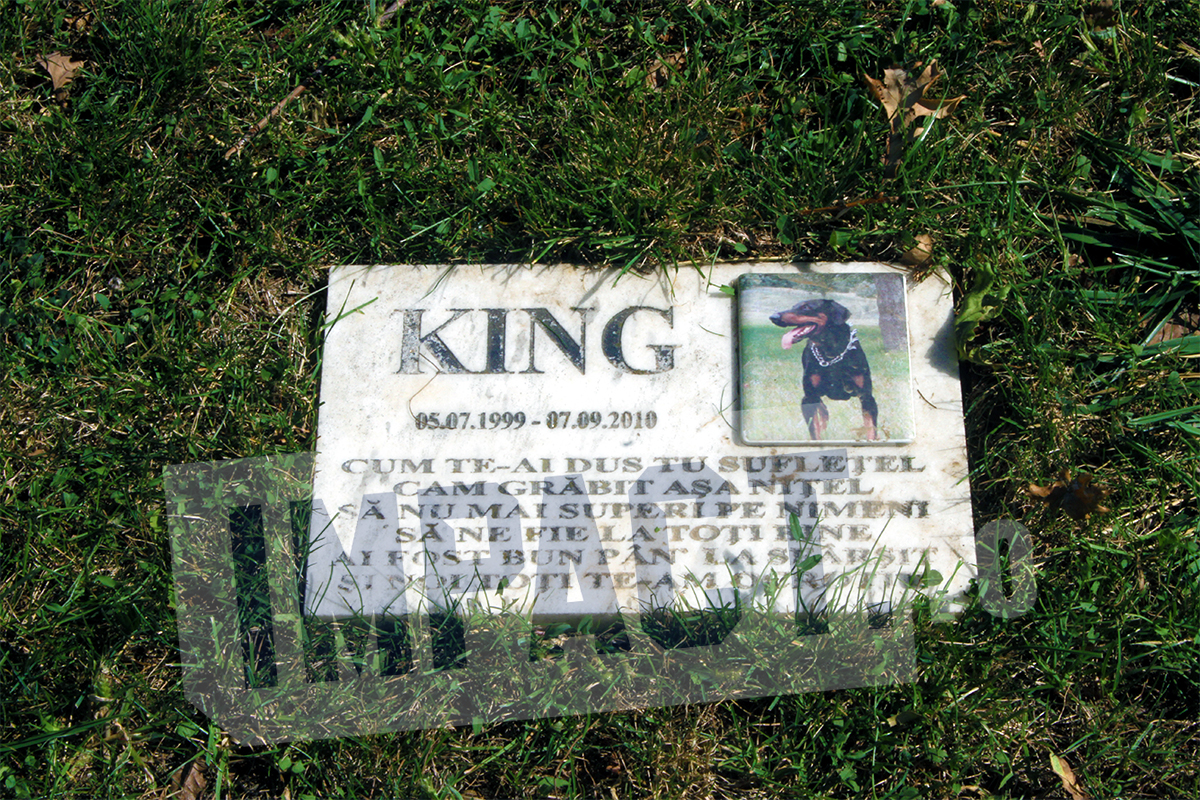 KING
05.07.1999 - 07.09.2010
CUM TE-AI DUS TU SUFLEȚEL
CAM GRĂBIT AȘA NIȚEL
SĂ NU MAI SUPERI PE NIMENI
SĂ NE FIE LA TOȚI BINE
AI FOST BUN PÂN' LA SFÂRȘIT
ȘI NOI TOȚI TE-AM
IMPACT.ro